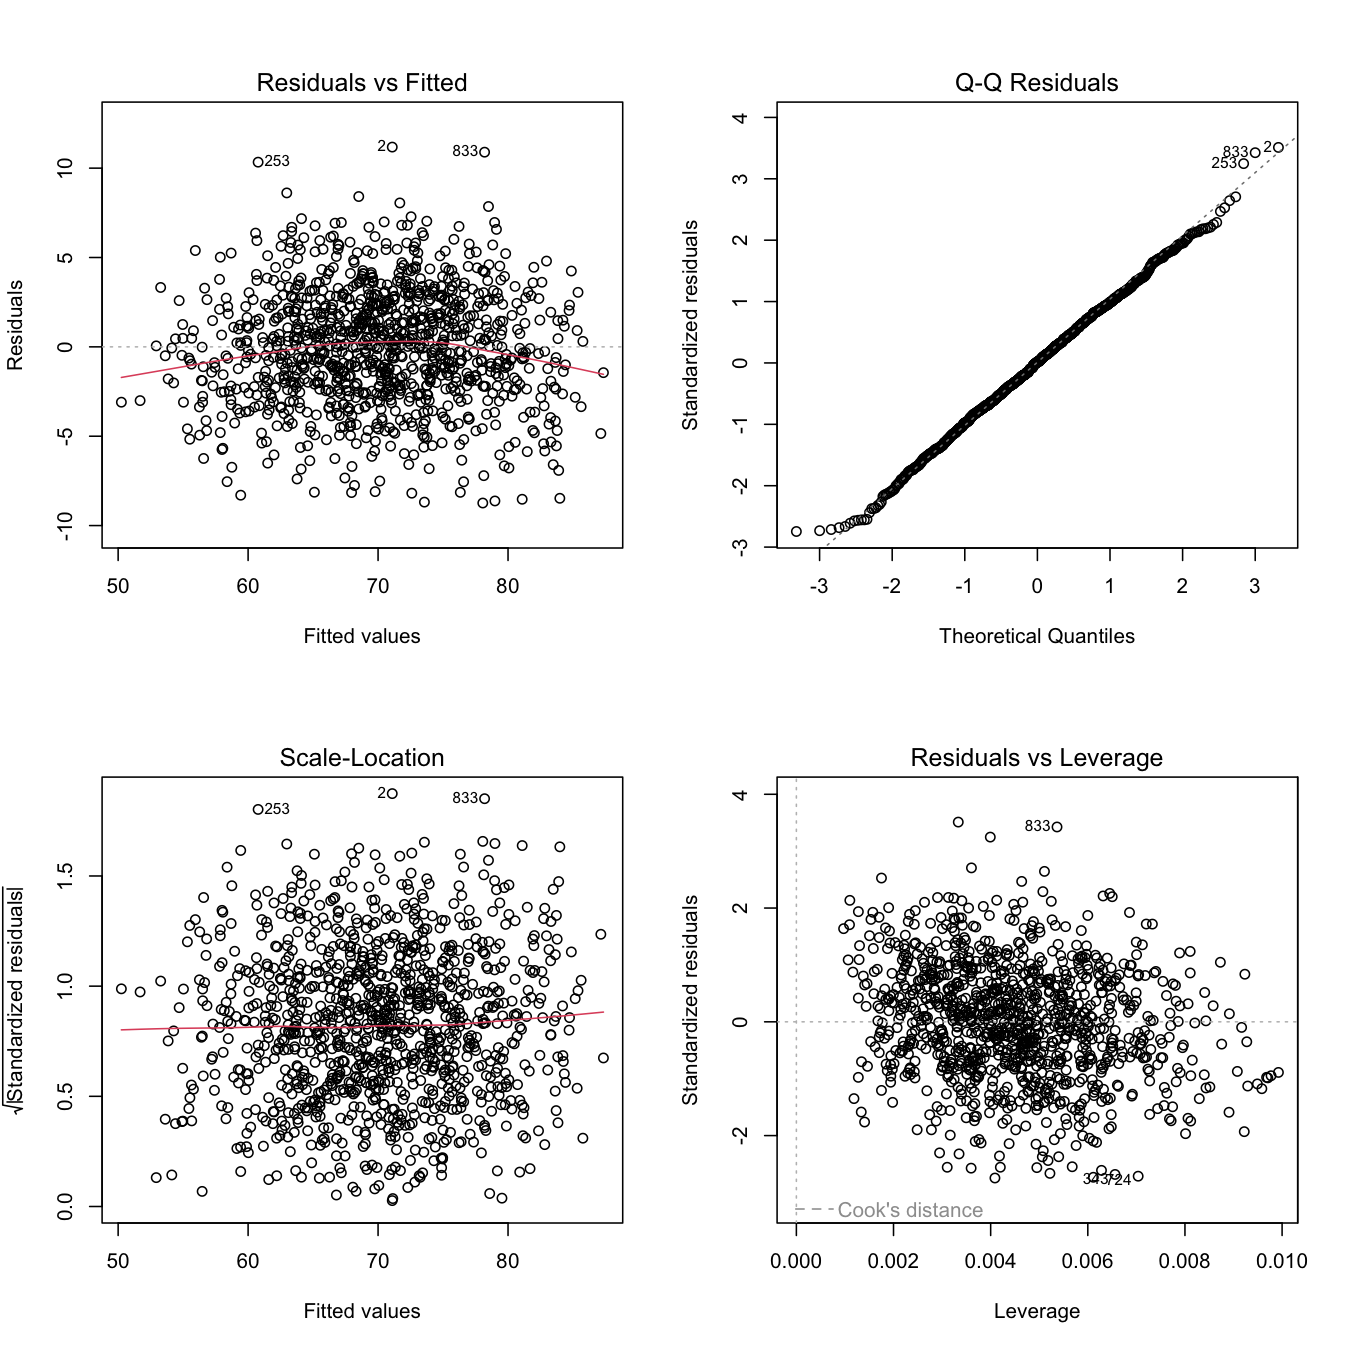 Residuals vs Fitted
Residuals
10
5
0
-5
-10
253
2
833
50 60 70 80
Fitted values
Q-Q Residuals
Standardized residuals
4
3
2
1
0
-1
-2
-3
833
2
253
-3 -2 -1 0 1 2 3
Theoretical Quantiles
Scale-Location
√|Standardized residuals|
1.5
1.0
0.5
0.0
253
2
833
50 60 70 80
Fitted values
Residuals vs Leverage
Standardized residuals
4
2
0
-2
833
343
724
Cook's distance
0.000 0.002 0.004 0.006 0.008 0.010
Leverage